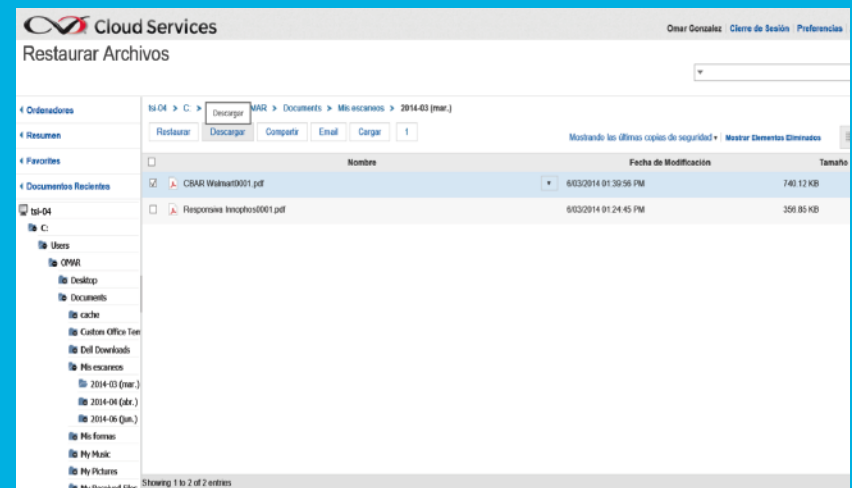 Cloud Services
Omar Gonzalez Cierre de Sesión Preferencias
Restaurar Archivos
tsi-04 > C: > MAR > Documents > Mis escaneos > 2014-03 (mar.)
Descargar
Restaurar Descargar Compartir Email Cargar 1
Mostrando las últimas copias de seguridad Mostrar Elementos Eliminados
Ordenadores
Resumen
Favorites
Documentos Recientes
Nombre Fecha de Modificación Tamaño
CBAR Walmart0001.pdf 6/03/2014 01:39:56 PM 740.12 KB
Responsiva Innophos0001.pdf 6/03/2014 01:24:45 PM 356.85 KB
tsi-04
C:
Users
OMAR
Desktop
Documents
cache
Custom Office Tem
Dell Downloads
Mis escaneos
2014-03 (mar.)
2014-04 (abr.)
2014-06 (jun.)
Mis formas
My Music
My Pictures
My Received Files
Showing 1 to 2 of 2 entries